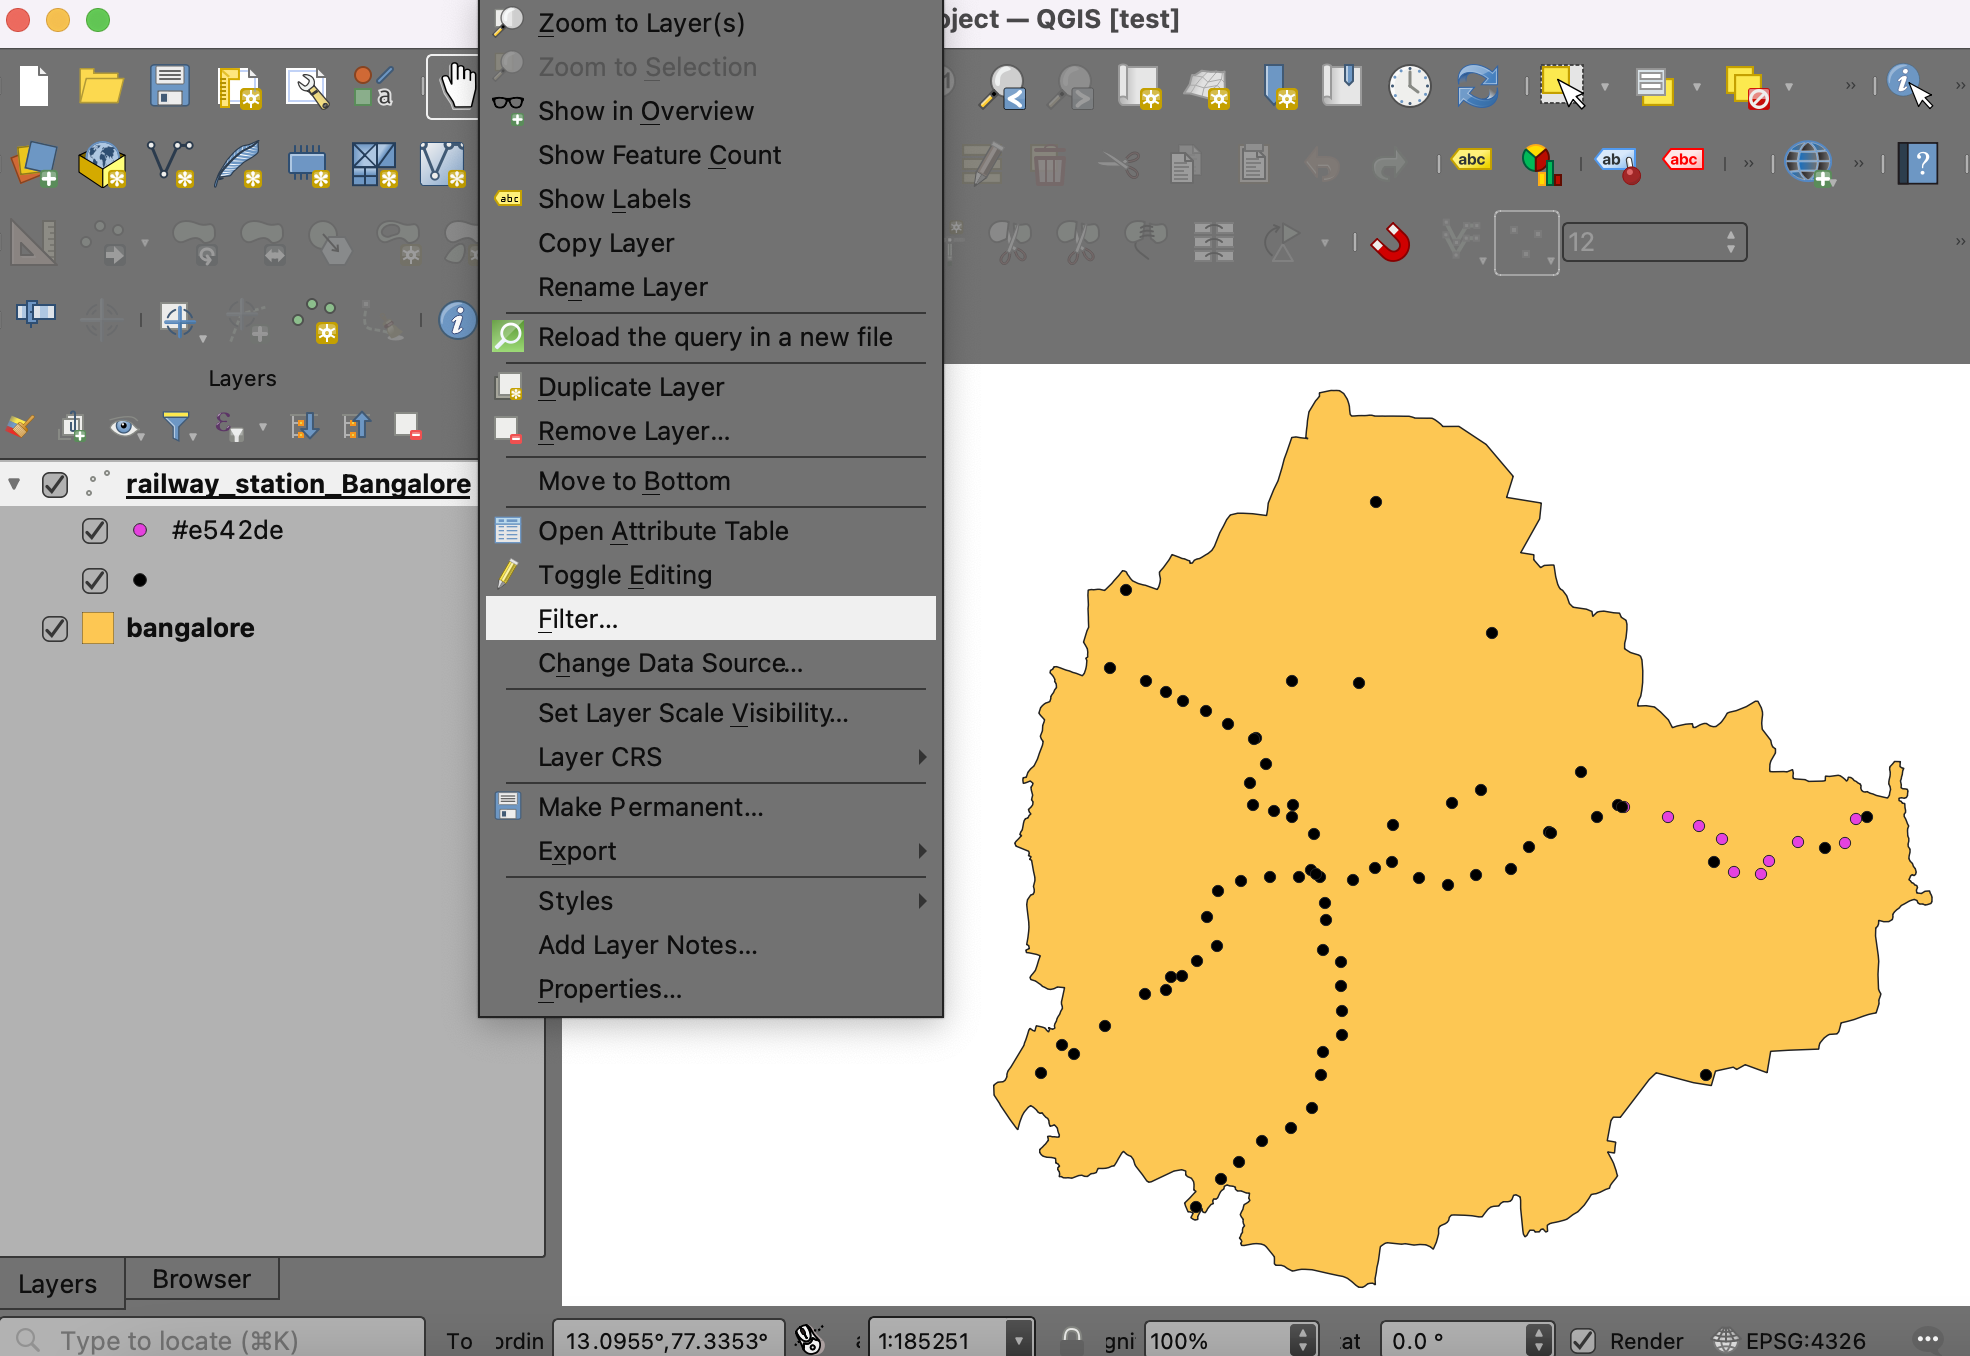 oject — QGIS [test]
Zoom to Layer(s)
Zoom to Selection
Show in Overview
Show Feature Count
Show Labels
Copy Layer
Rename Layer
Reload the query in a new file
Duplicate Layer
Remove Layer...
Move to Bottom
Open Attribute Table
Toggle Editing
Filter...
Change Data Source...
Set Layer Scale Visibility...
Layer CRS
Make Permanent...
Export
Styles
Add Layer Notes...
Properties...
a
abc
ab
abc
abc
12
Layers
railway_station_Bangalore
#e542de
bangalore
Layers
Browser
Type to locate (⌘K)
To
ordin
13.0955°,77.3353°
1:185251
gni
100%
at
0.0 °
Render
EPSG:4326